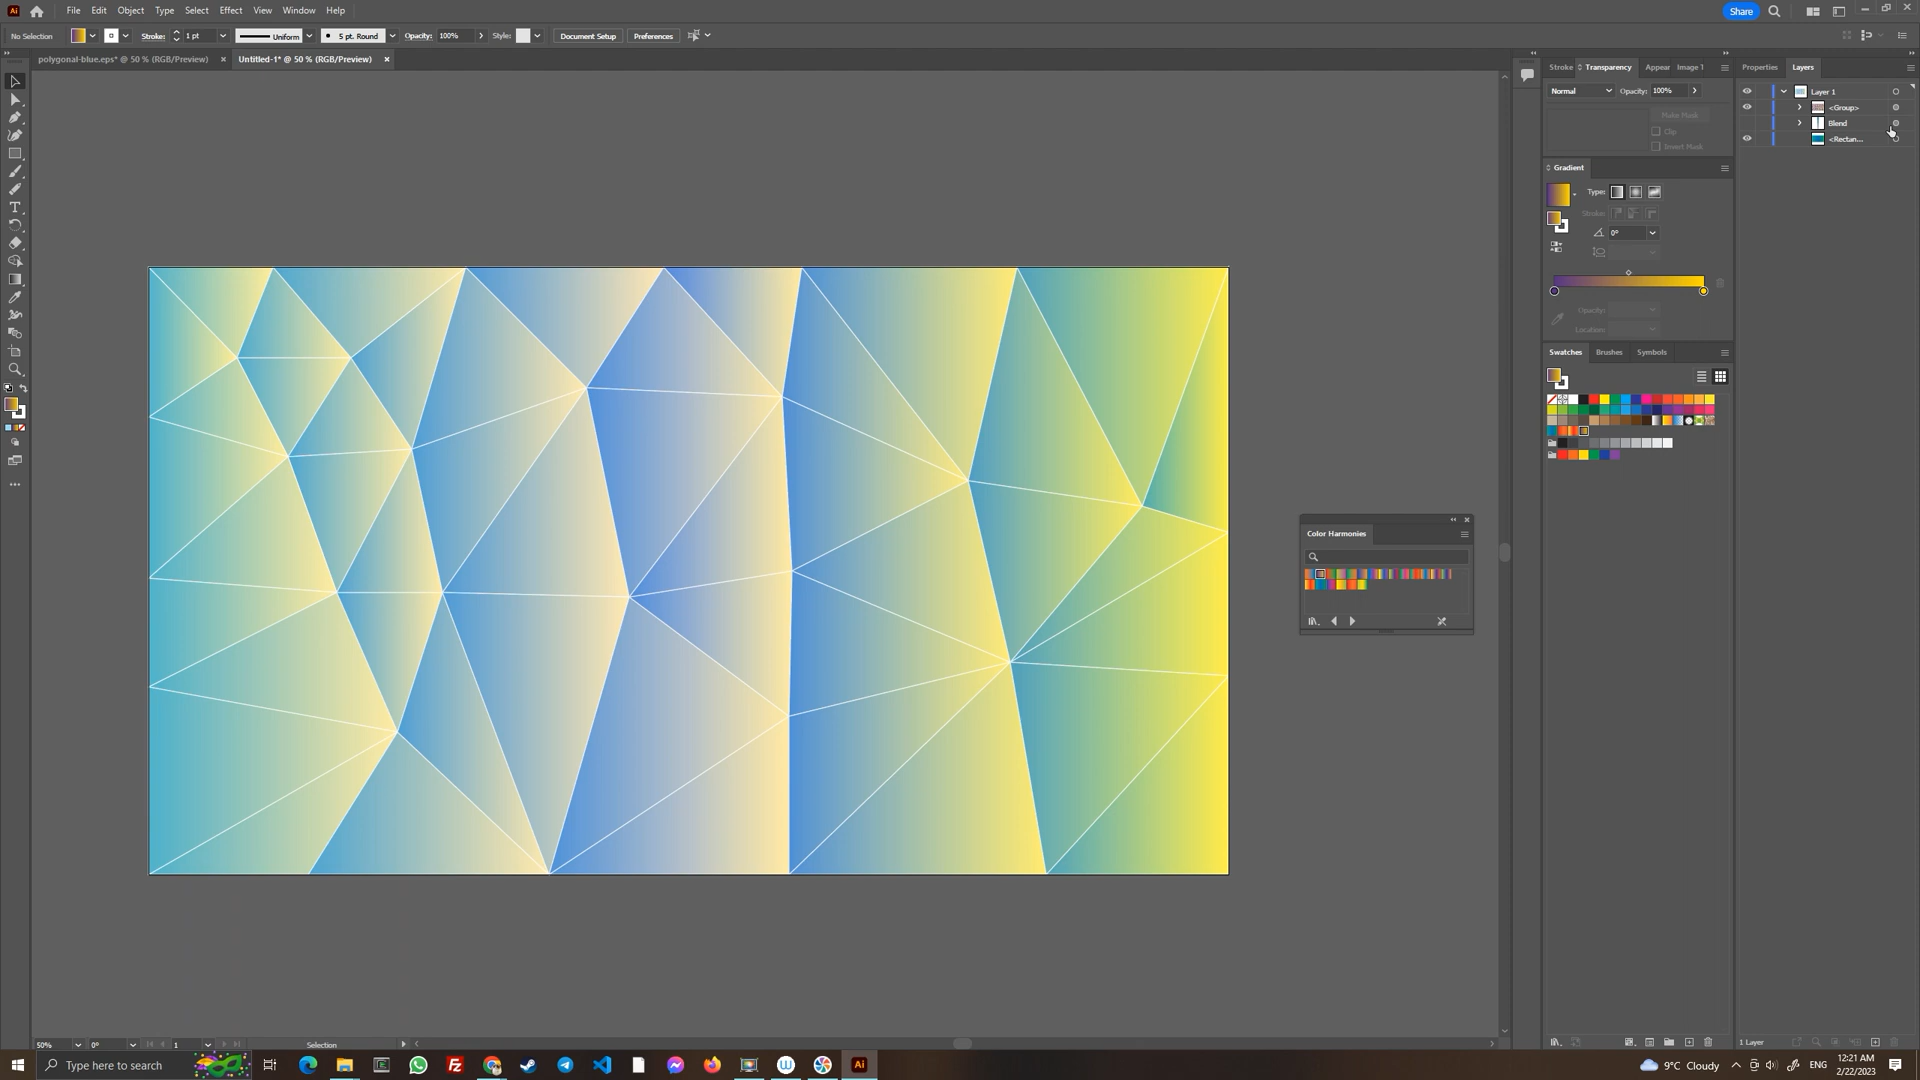 Ai File Edit Object Type Select Effect View Window Help Share
No Selection Stroke: 1 pt Uniform 5 pt. Round Opacity: 100% Style: Document Setup Preferences
polygonal-blue.eps* @ 50 % (RGB/Preview) × Untitled-1* @ 50 % (RGB/Preview) ×
Stroke Transparency Appear Image T Properties Layers
Normal Opacity: 100%
Make Mask
Clip
Invert Mask
Layer 1
<Group>
Blend
<Rectan...
Gradient
Type:
Stroke:
0°
Opacity:
Location:
Swatches Brushes Symbols
Color Harmonies
50% 0° 1 Selection 1 Layer
Type here to search
9°C Cloudy ENG
12:21 AM
2/22/2023